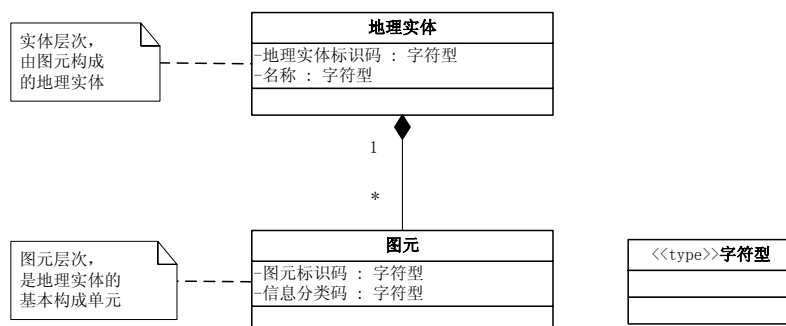 实体层次，
由图元构成
的地理实体
地理实体
-地理实体标识码 : 字符型
-名称 : 字符型
1
*
图元层次，
是地理实体的
基本构成单元
图元
-图元标识码 : 字符型
-信息分类码 : 字符型
<<type>>字符型